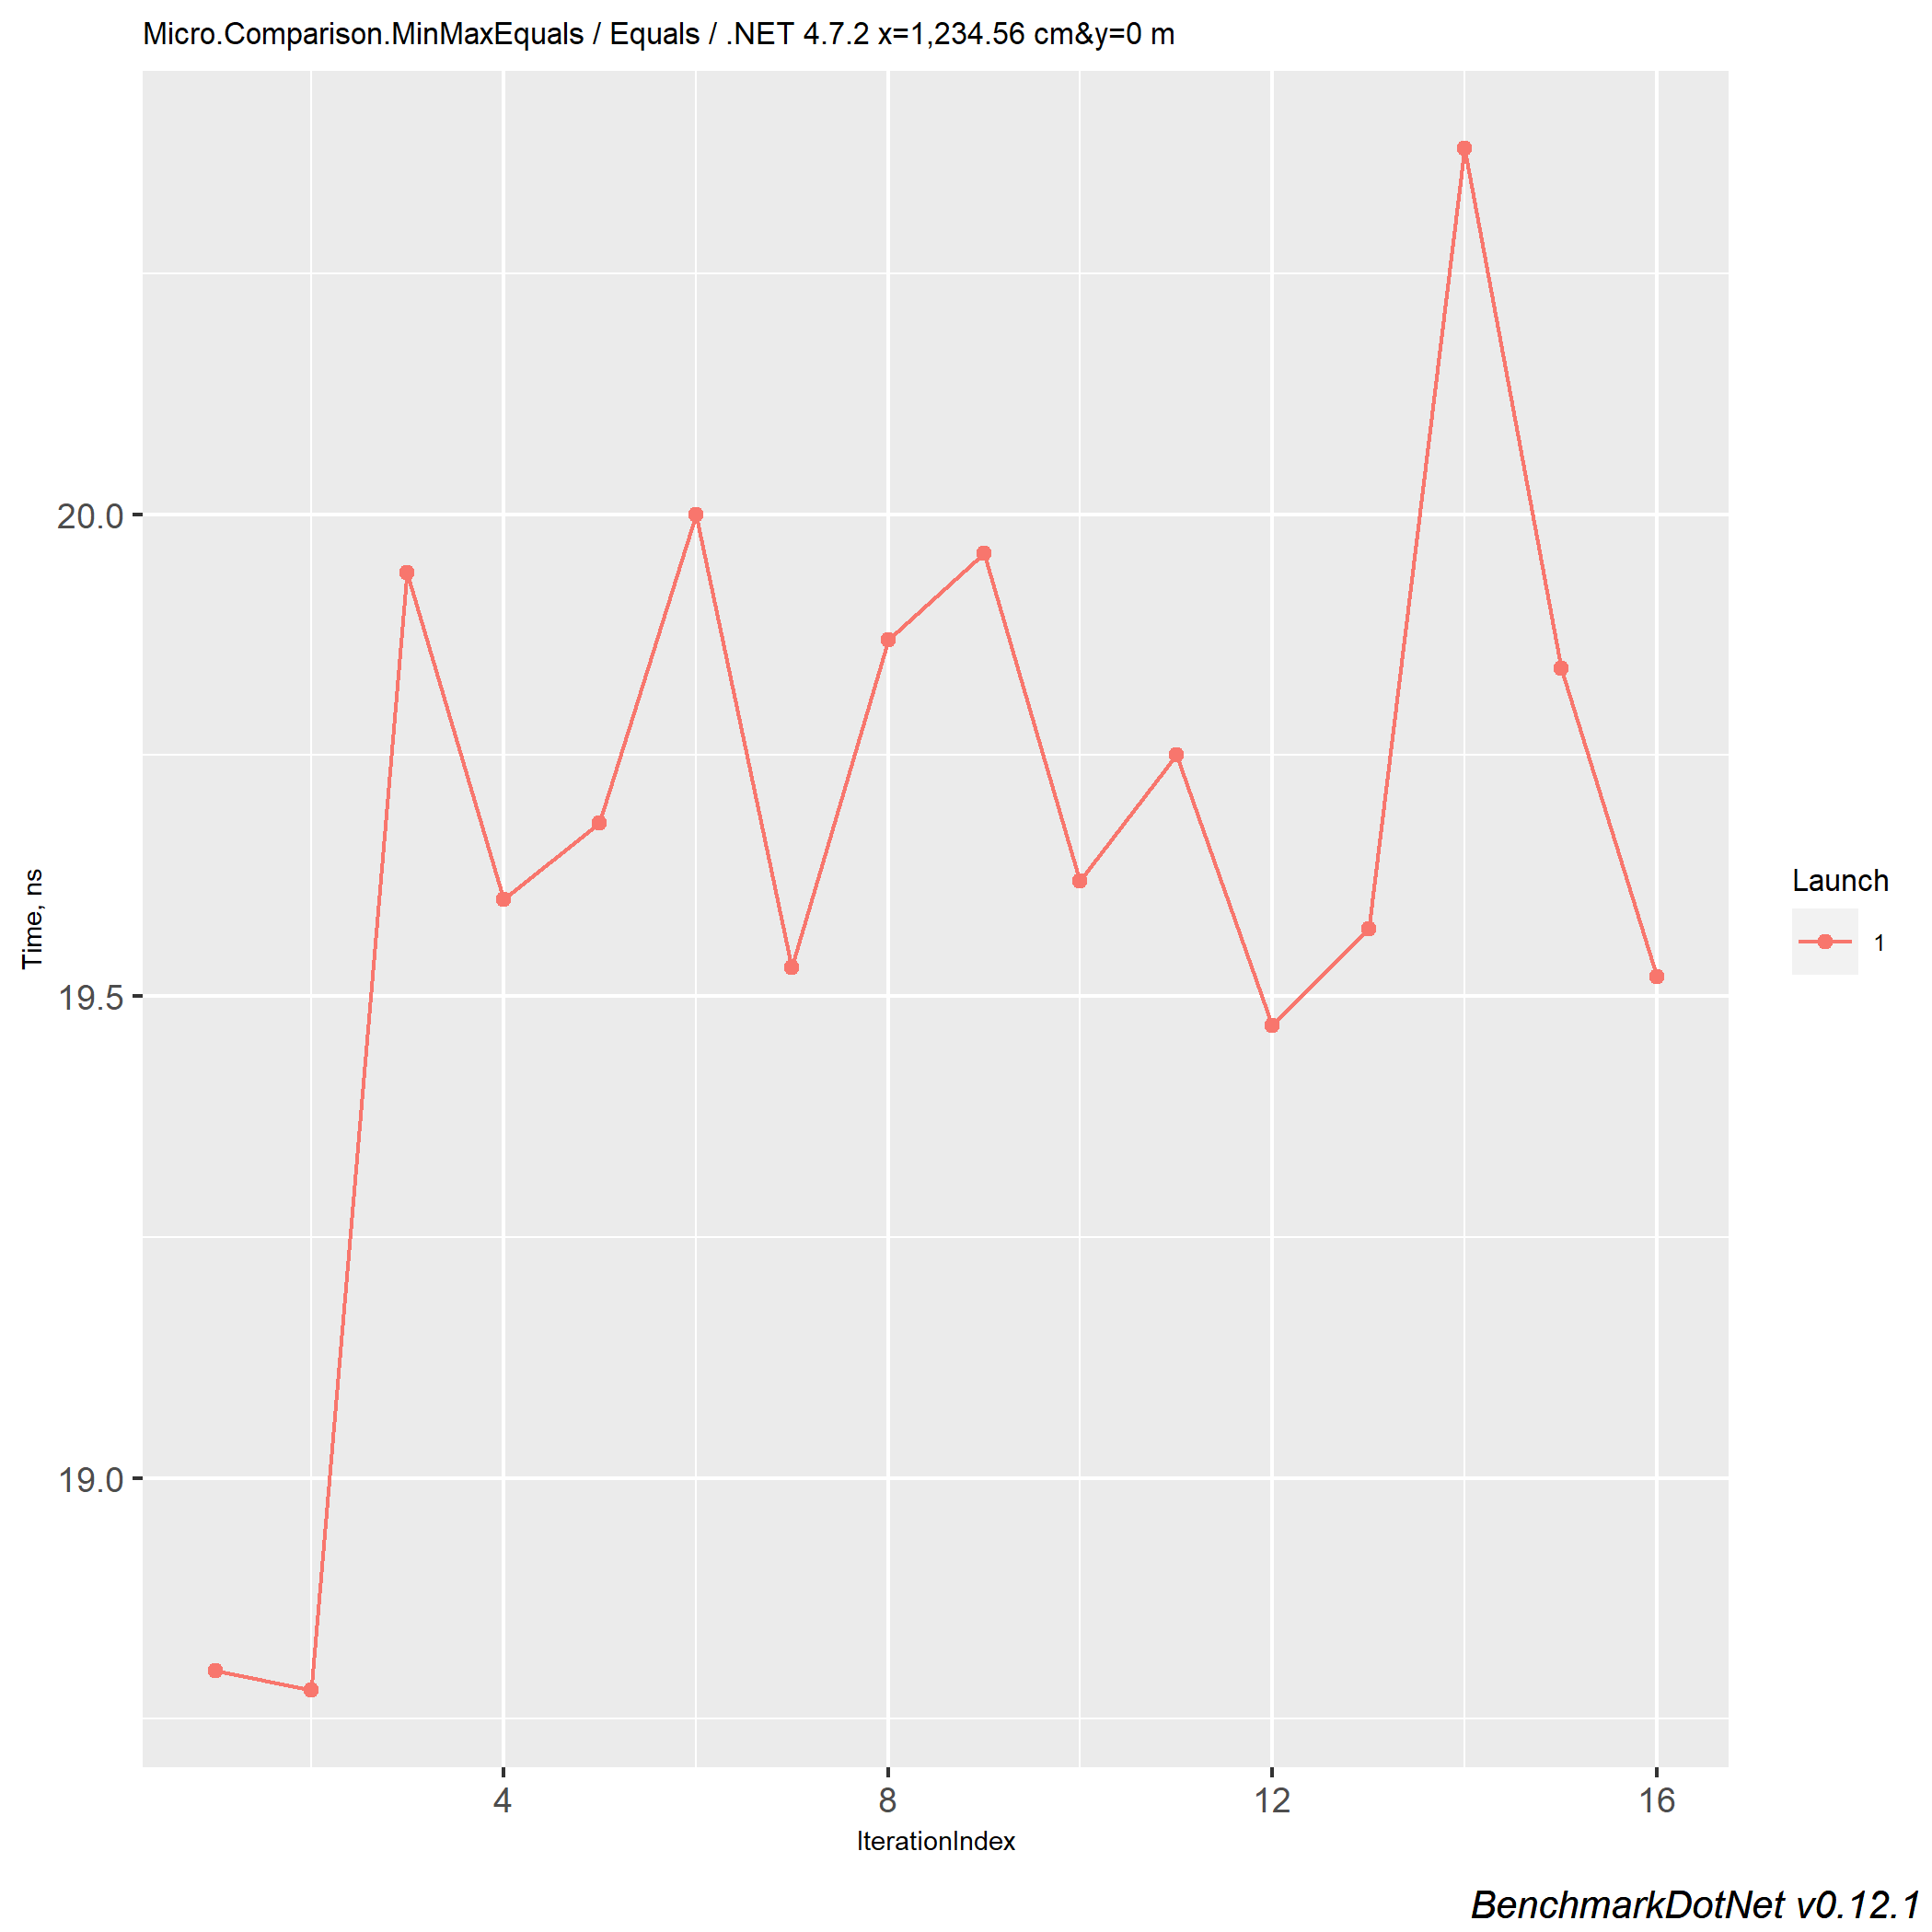 Micro.Comparison.MinMaxEquals / Equals / .NET 4.7.2 x=1,234.56 cm&y=0 m
Time, ns
20.0
19.5
19.0
4 8 12 16
IterationIndex
Launch
1
BenchmarkDotNet v0.12.1